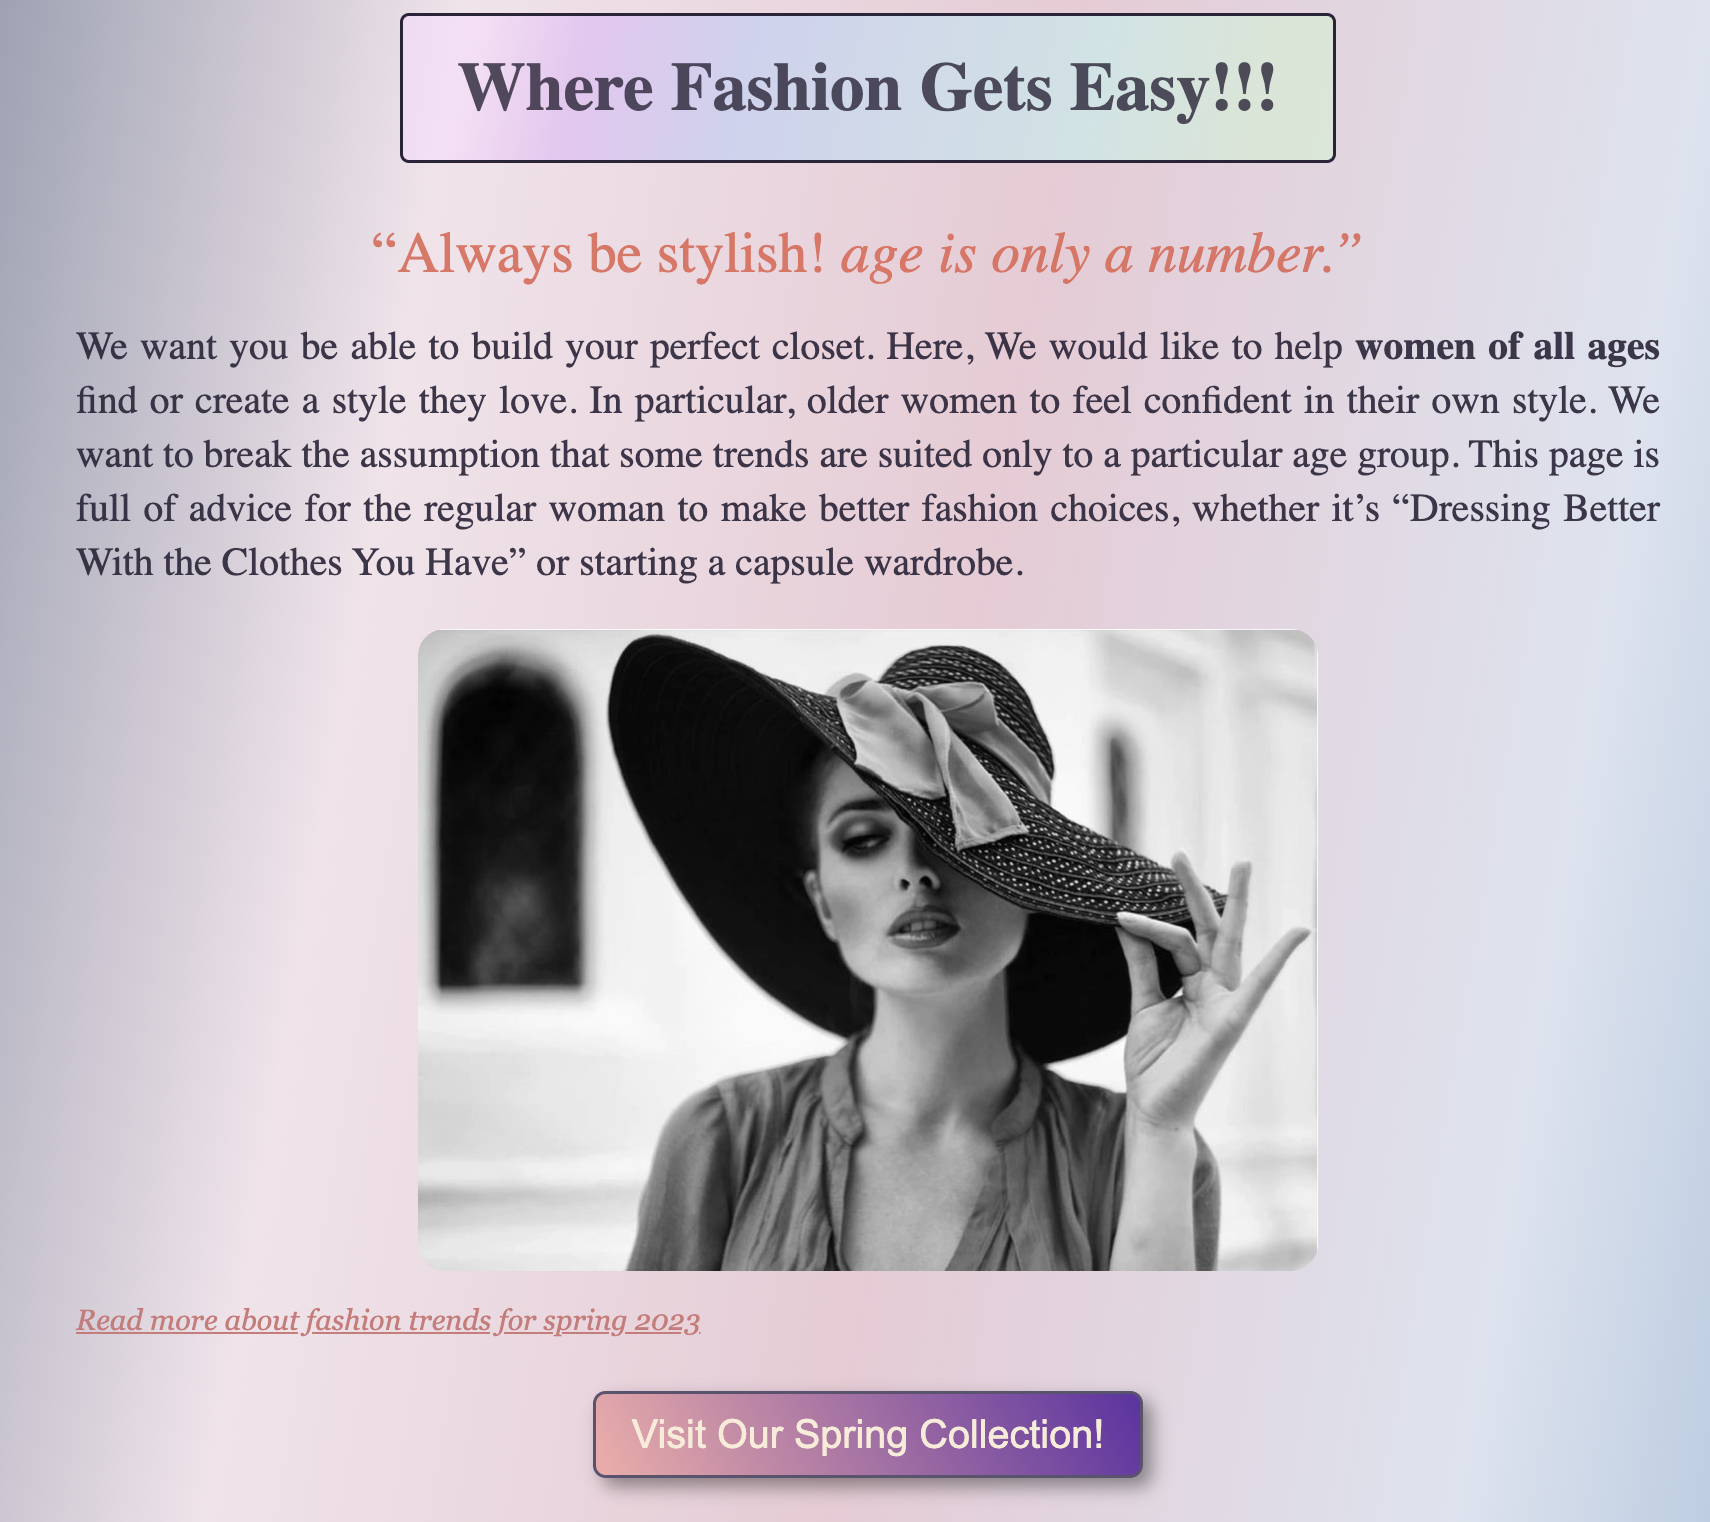 Where Fashion Gets Easy!!!
“Always be stylish! age is only a number.”
We want you be able to build your perfect closet. Here, We would like to help women of all ages
find or create a style they love. In particular, older women to feel confident in their own style. We
want to break the assumption that some trends are suited only to a particular age group. This page is
full of advice for the regular woman to make better fashion choices, whether it’s “Dressing Better
With the Clothes You Have” or starting a capsule wardrobe.
Read more about fashion trends for spring 2023
Visit Our Spring Collection!